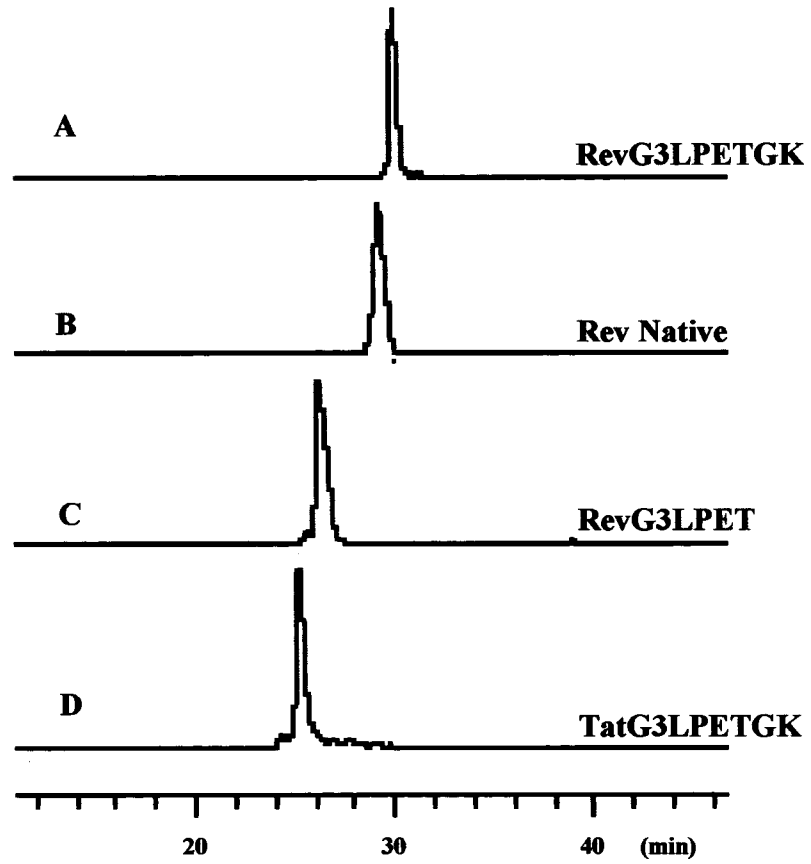 A
RevG3LPETGK
B
Rev Native
C
RevG3LPET
D
TatG3LPETGK
20 30 40 (min)